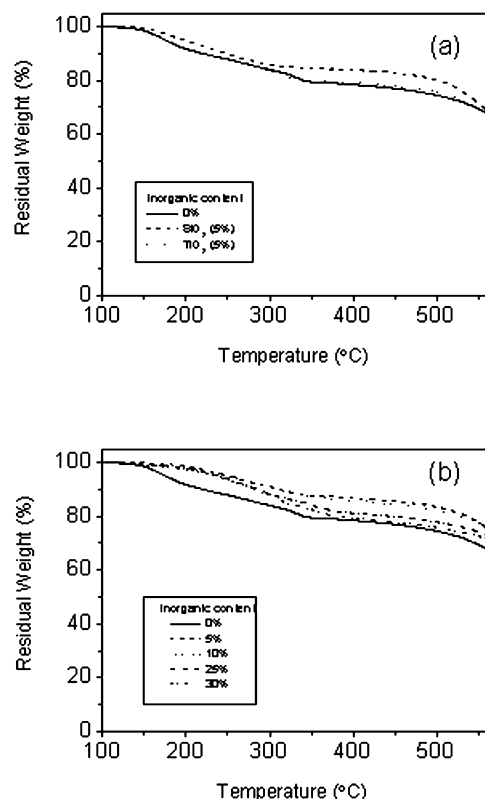 (a)
100
80
60
40
20
0
Residual Weight (%)
Inorganic content
0%
SiO2 (5%)
TiO2 (5%)
100 200 300 400 500
Temperature (°C)
(b)
100
80
60
40
20
0
Residual Weight (%)
Inorganic content
0%
5%
10%
25%
30%
100 200 300 400 500
Temperature (°C)